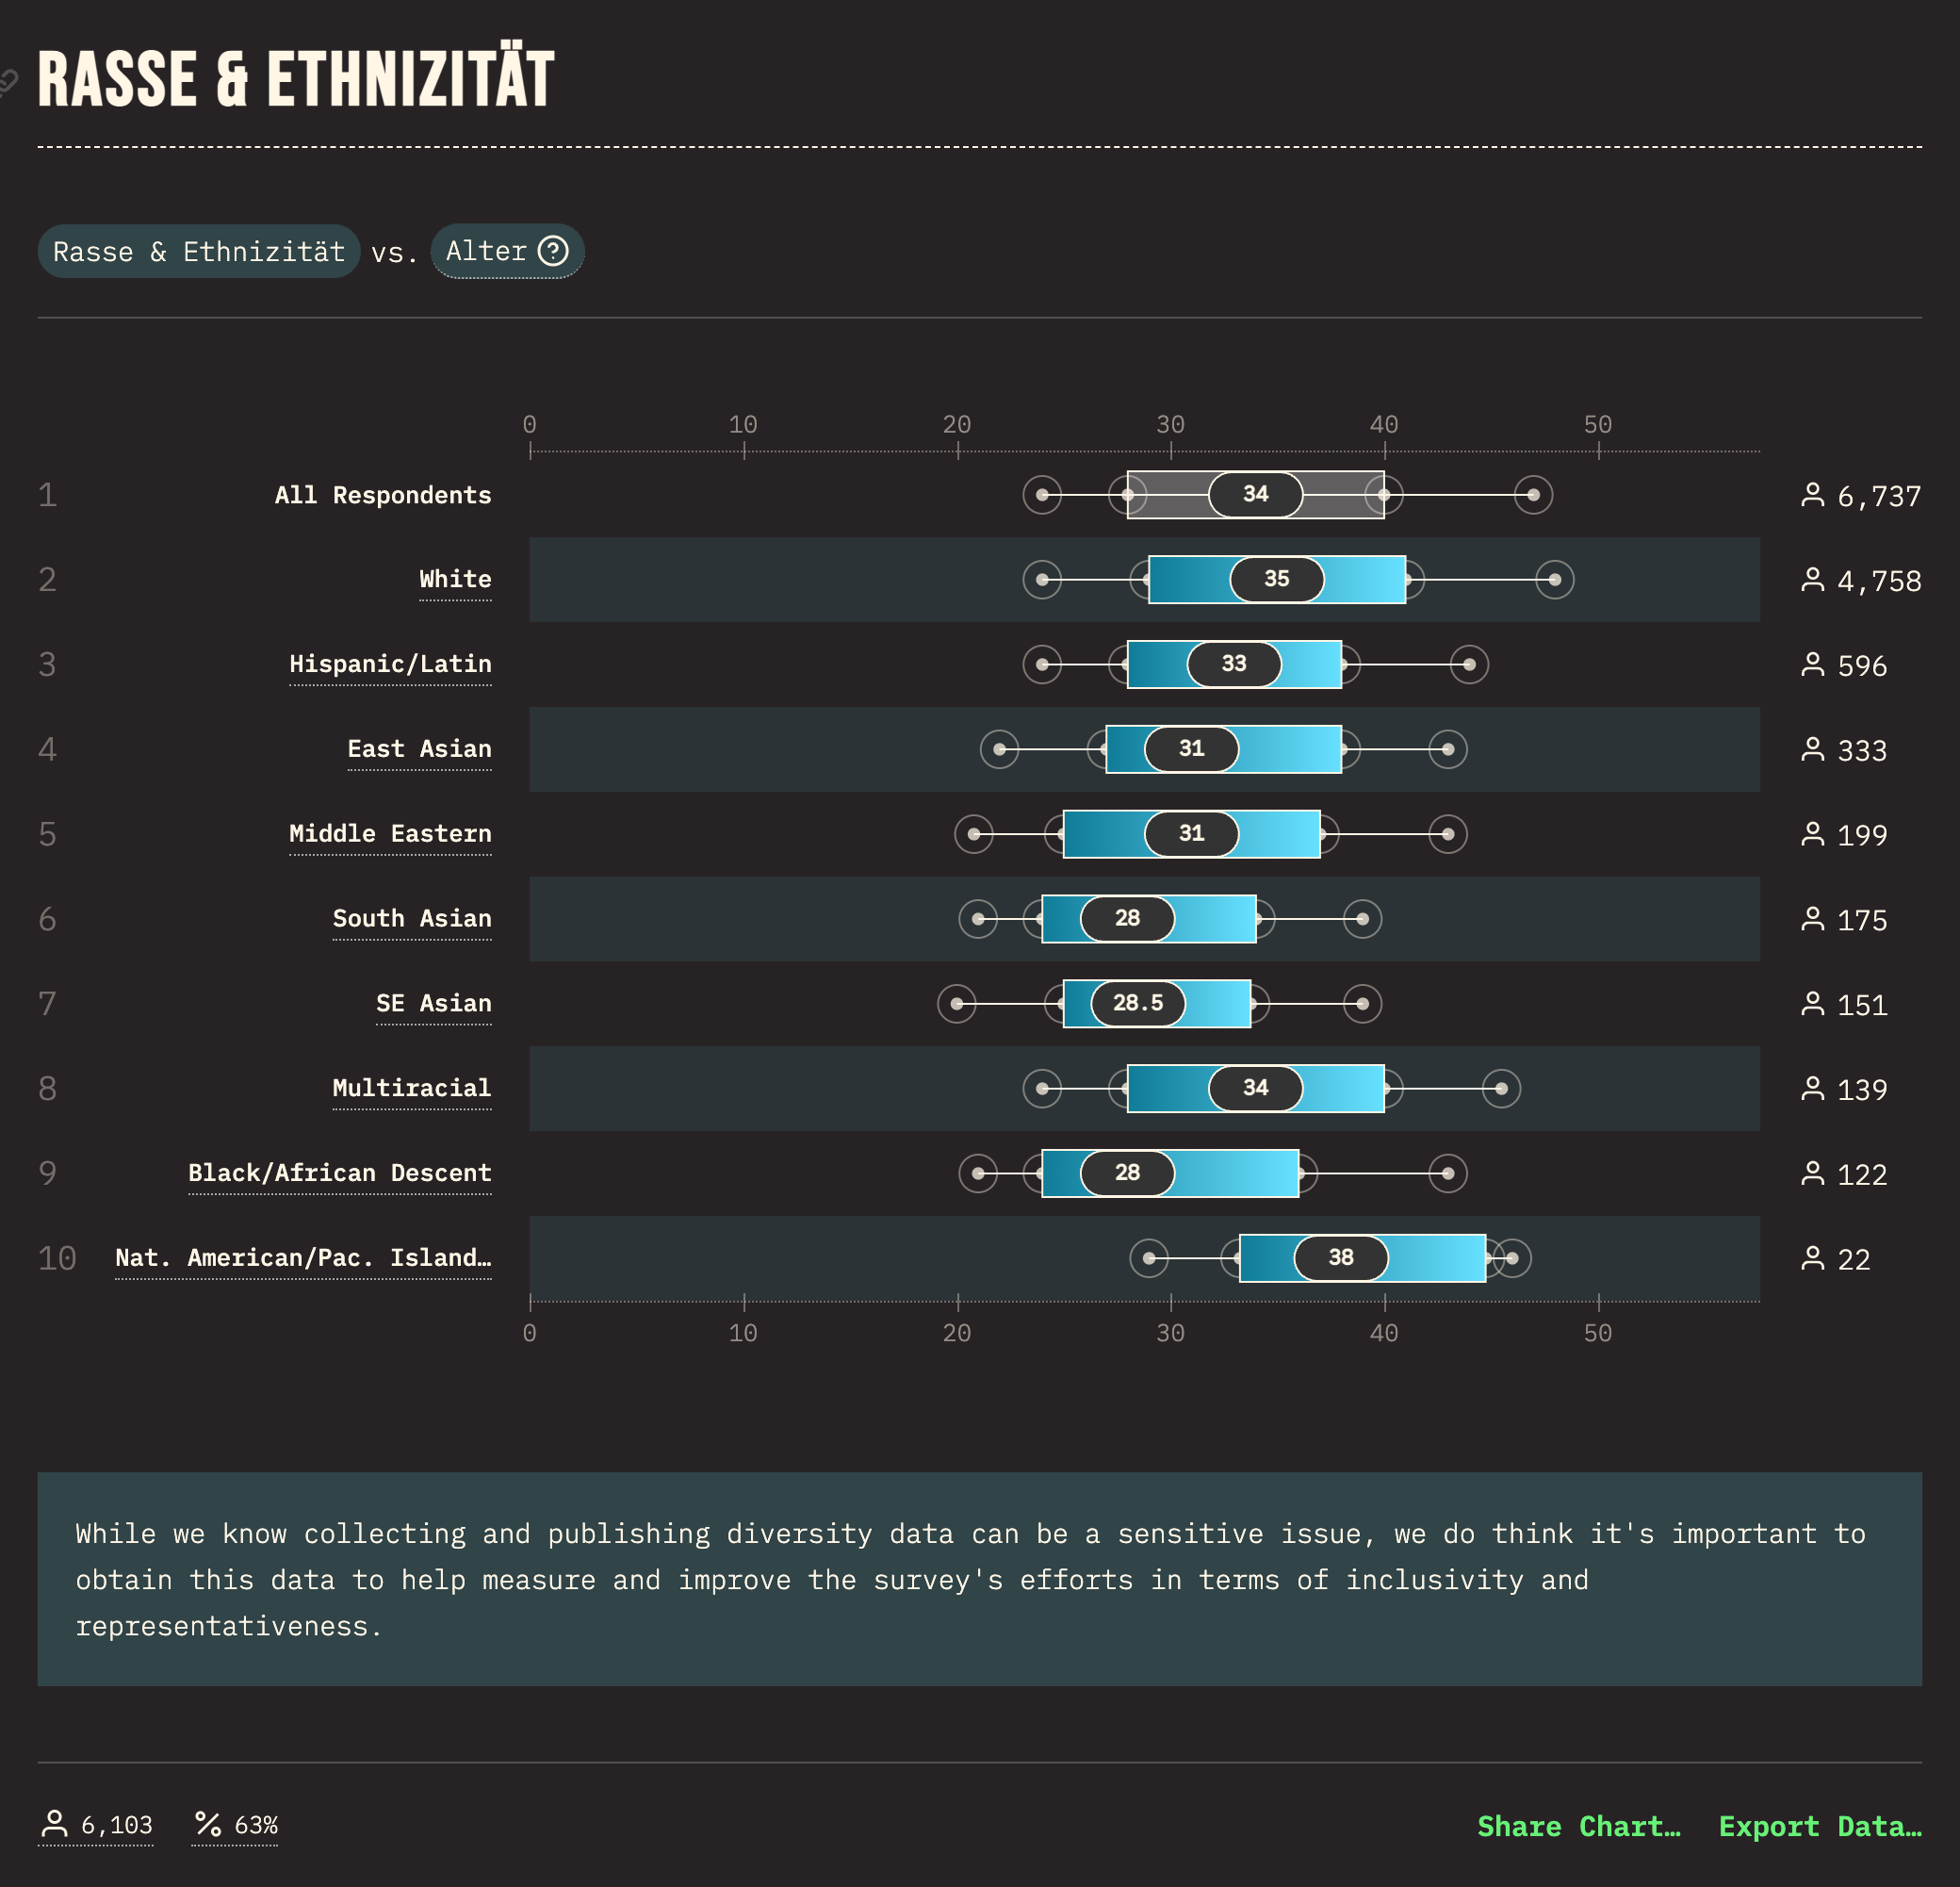 RASSE & ETHNIZITÄT
Rasse & Ethnizität vs. Alter
0 10 20 30 40 50
1 All Respondents 34 6,737
2 White 35 4,758
3 Hispanic/Latin 33 596
4 East Asian 31 333
5 Middle Eastern 31 199
6 South Asian 28 175
7 SE Asian 28.5 151
8 Multiracial 34 139
9 Black/African Descent 28 122
10 Nat. American/Pac. Island… 38 22
0 10 20 30 40 50
While we know collecting and publishing diversity data can be a sensitive issue, we do think it's important to
obtain this data to help measure and improve the survey's efforts in terms of inclusivity and
representativeness.
6,103 % 63% Share Chart… Export Data…